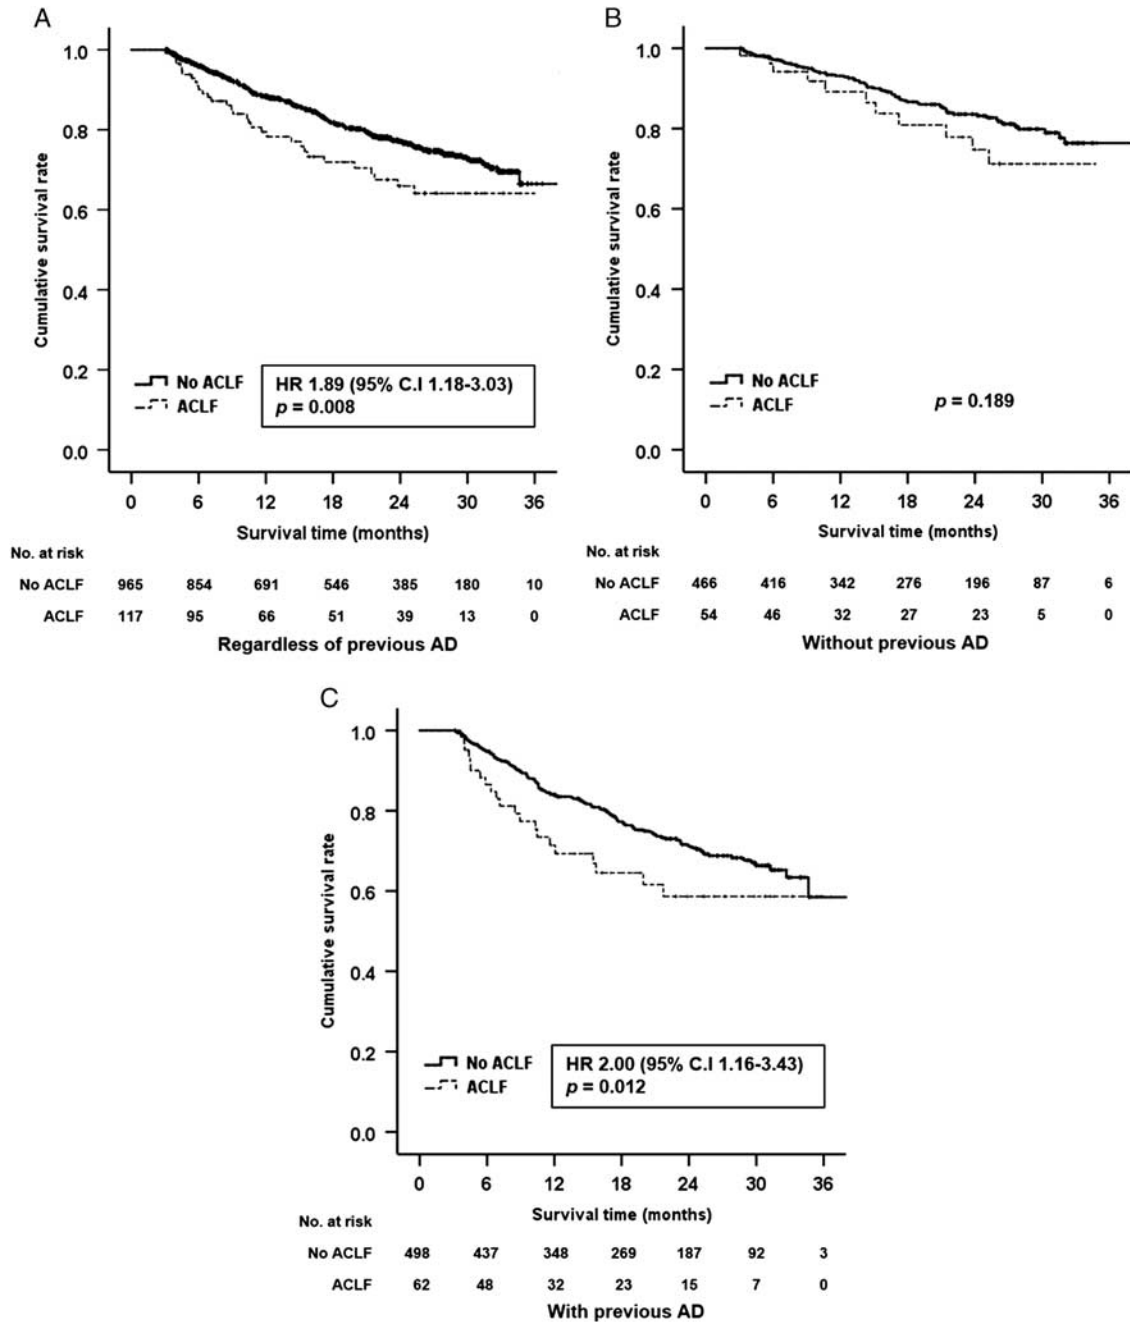 A
Cumulative survival rate
1.0
0.8
0.6
0.4
0.2
0.0
No ACLF
ACLF
HR 1.89 (95% C.I 1.18-3.03)
p = 0.008
0 6 12 18 24 30 36
Survival time (months)
No. at risk
No ACLF 965 854 691 546 385 180 10
ACLF 117 95 66 51 39 13 0
Regardless of previous AD
B
Cumulative survival rate
1.0
0.8
0.6
0.4
0.2
0.0
No ACLF
ACLF
p = 0.189
0 6 12 18 24 30 36
Survival time (months)
No. at risk
No ACLF 466 416 342 276 196 87 6
ACLF 54 46 32 27 23 5 0
Without previous AD
C
Cumulative survival rate
1.0
0.8
0.6
0.4
0.2
0.0
No ACLF
ACLF
HR 2.00 (95% C.I 1.16-3.43)
p = 0.012
0 6 12 18 24 30 36
Survival time (months)
No. at risk
No ACLF 498 437 348 269 187 92 3
ACLF 62 48 32 23 15 7 0
With previous AD